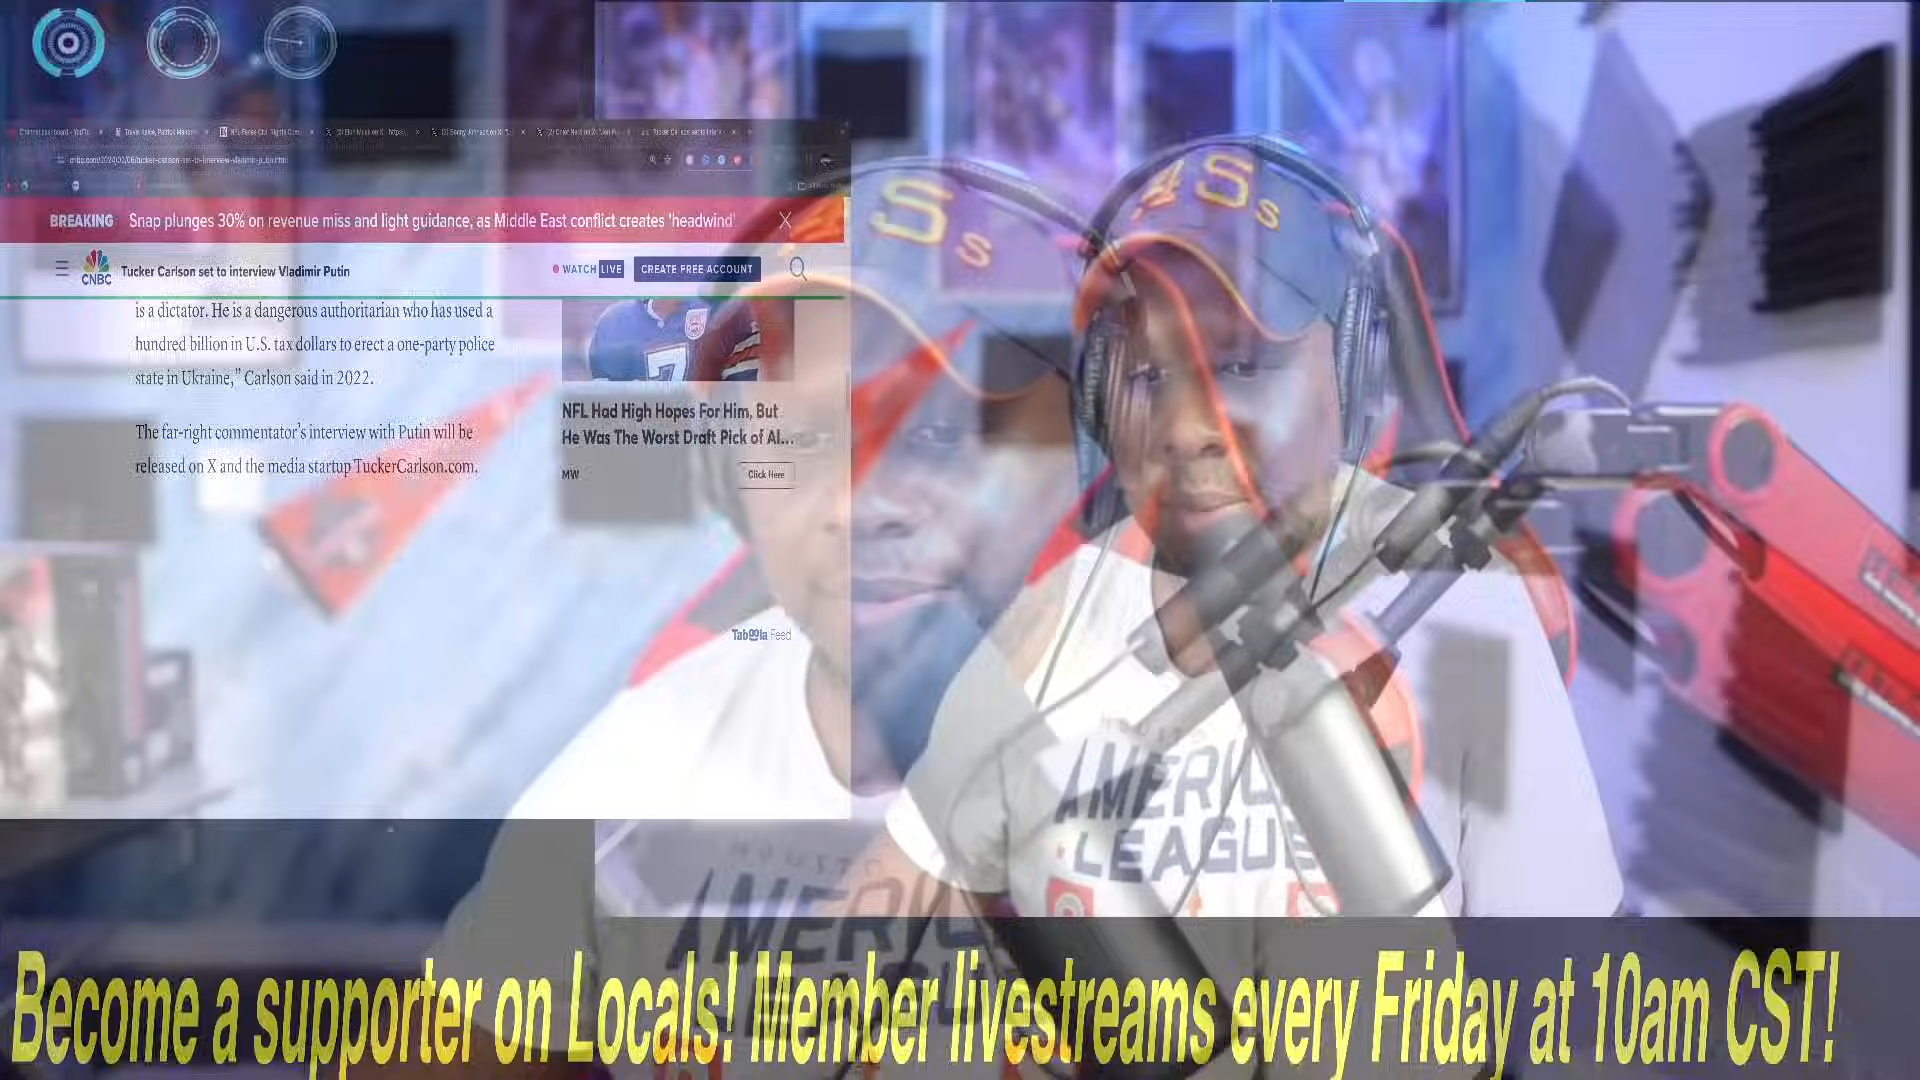 BREAKING Snap plunges 30% on revenue miss and light guidance, as Middle East conflict creates 'headwind' X
CNBC Tucker Carlson set to interview Vladimir Putin WATCH LIVE CREATE FREE ACCOUNT
is a dictator. He is a dangerous authoritarian who has used a
hundred billion in U.S. tax dollars to erect a one-party police
state in Ukraine," Carlson said in 2022.
The far-right commentator's interview with Putin will be
released on X and the media startup TuckerCarlson.com.
7
NFL Had High Hopes For Him, But
He Was The Worst Draft Pick of Al...
MW Click Here
Taboola Feed
Ss
ASs
AMERIC
LEAGUE
AMERIC
Become a supporter on Locals! Member livestreams every Friday at 10am CST!